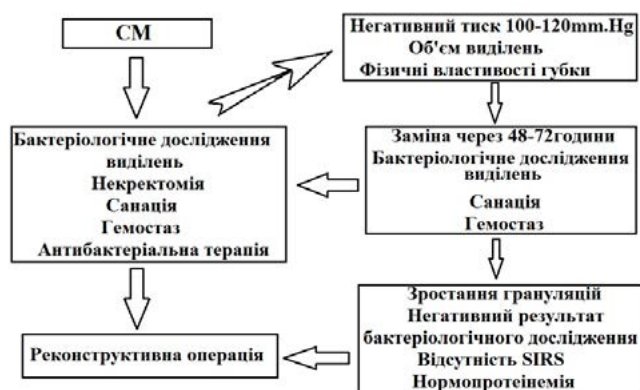 СМ
Негативний тиск 100-120mm.Hg
Об'єм виділень
Фізичні властивості губки
Бактеріологічне дослідження
виділень
Некректомія
Санація
Гемостаз
Антибактеріальна терапія
Заміна через 48-72години
Бактеріологічне дослідження
виділень
Санація
Гемостаз
Реконструктивна операція
Зростання грануляцій
Негативний результат
бактеріологічного дослідження
Відсутність SIRS
Нормопротеінемія